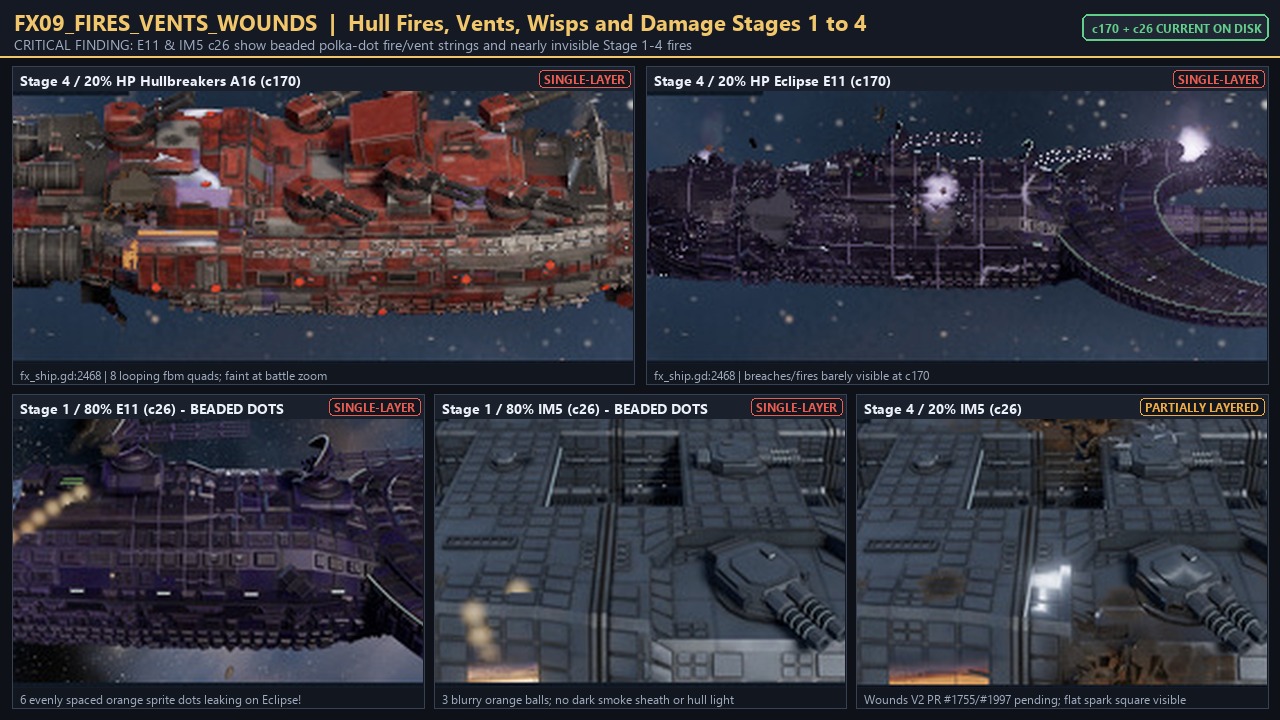 FX09_FIRES_VENTS_WOUNDS | Hull Fires, Vents, Wisps and Damage Stages 1 to 4
CRITICAL FINDING: E11 & IM5 c26 show beaded polka-dot fire/vent strings and nearly invisible Stage 1-4 fires
c170 + c26 CURRENT ON DISK
Stage 4 / 20% HP Hullbreakers A16 (c170)
SINGLE-LAYER
fx_ship.gd:2468 | 8 looping fbm quads; faint at battle zoom
Stage 4 / 20% HP Eclipse E11 (c170)
SINGLE-LAYER
fx_ship.gd:2468 | breaches/fires barely visible at c170
Stage 1 / 80% E11 (c26) - BEADED DOTS
SINGLE-LAYER
6 evenly spaced orange sprite dots leaking on Eclipse!
Stage 1 / 80% IM5 (c26) - BEADED DOTS
SINGLE-LAYER
3 blurry orange balls; no dark smoke sheath or hull light
Stage 4 / 20% IM5 (c26)
PARTIALLY LAYERED
Wounds V2 PR #1755/#1997 pending; flat spark square visible